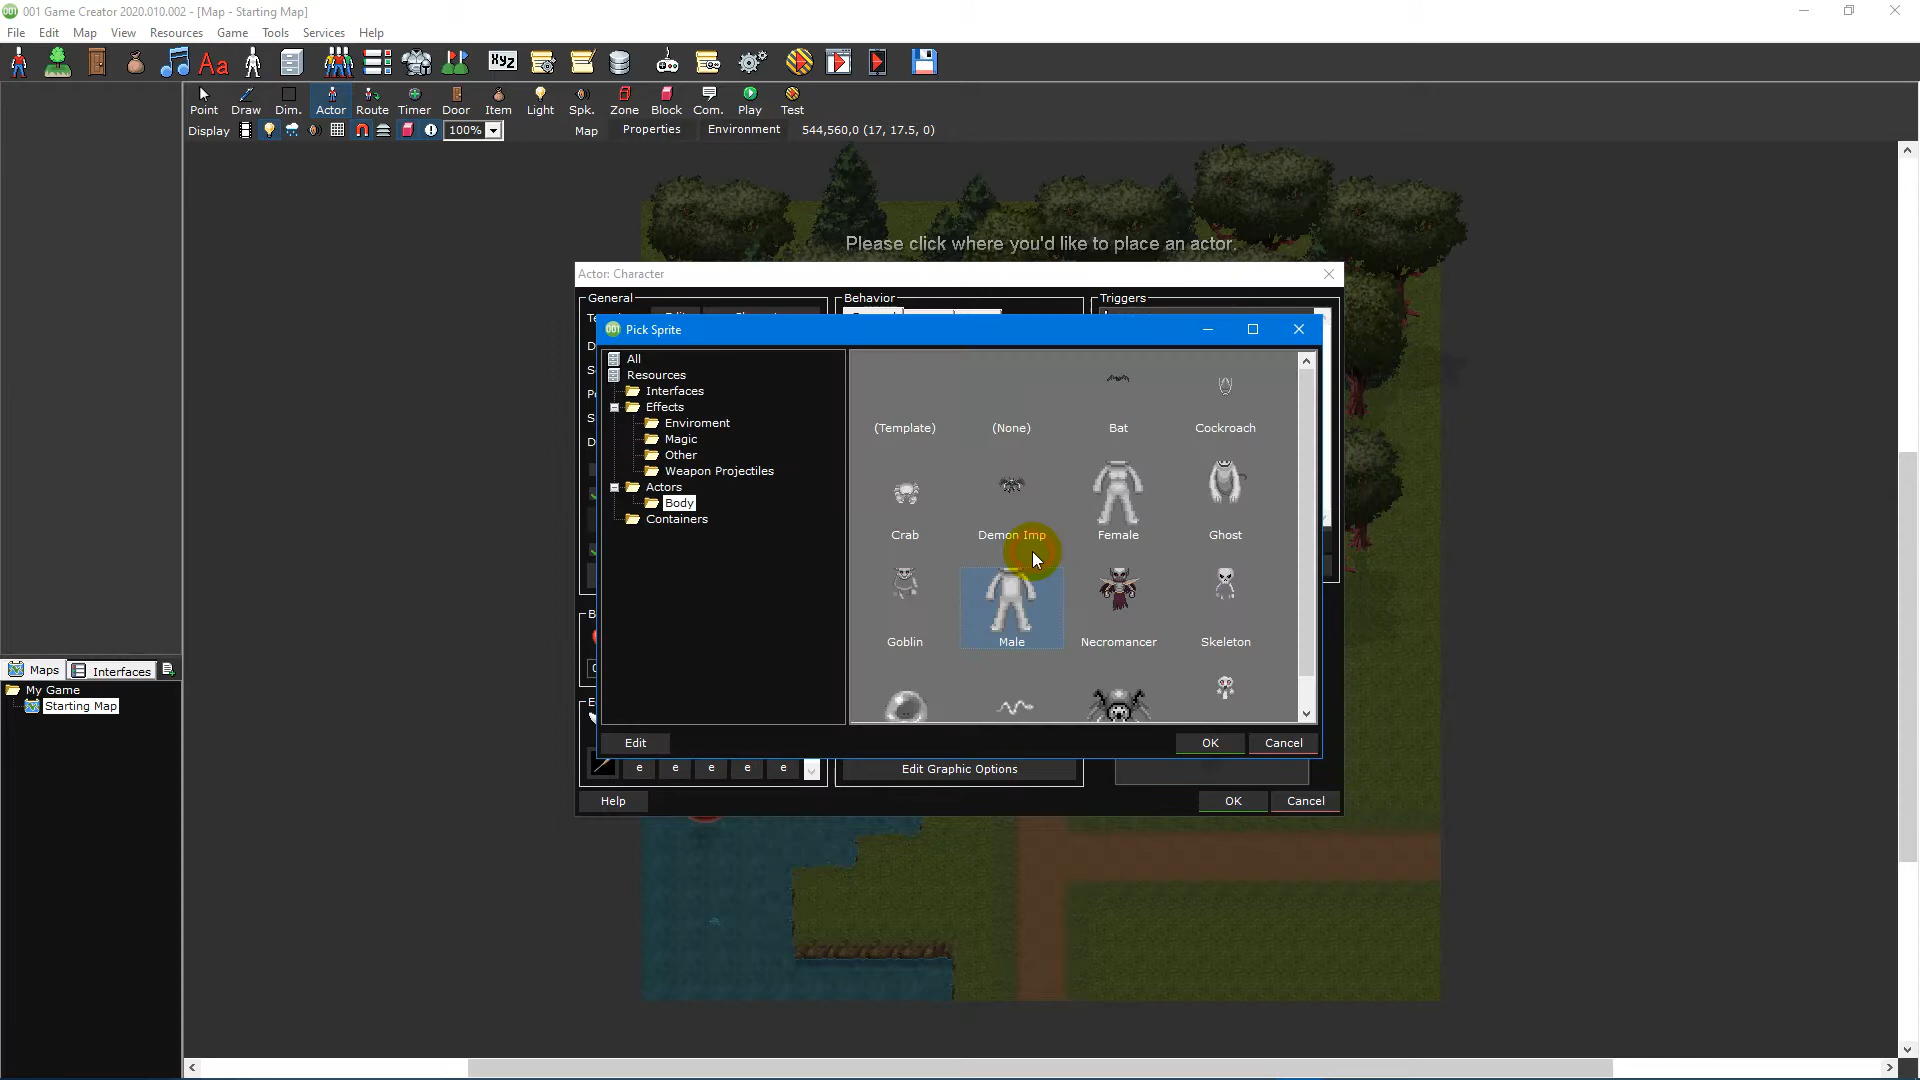 001 Game Creator 2020.010.002 - [Map - Starting Map]
File Edit Map View Resources Game Tools Services Help
Point Draw Dim. Actor Route Timer Door Item Light Spk. Zone Block Com. Play Test
Display 100% Map Properties Environment 544,560,0 (17, 17.5, 0)
Please click where you'd like to place an actor.
Actor: Character
General Behavior Triggers
Pick Sprite
All
Resources
Interfaces
Effects
Enviroment
Magic
Other
Weapon Projectiles
Actors
Body
Containers
(Template) (None) Bat Cockroach
Crab Demon Imp Female Ghost
Goblin Male Necromancer Skeleton
Edit OK Cancel
e e e e e Edit Graphic Options
Help OK Cancel
Maps Interfaces
My Game
Starting Map